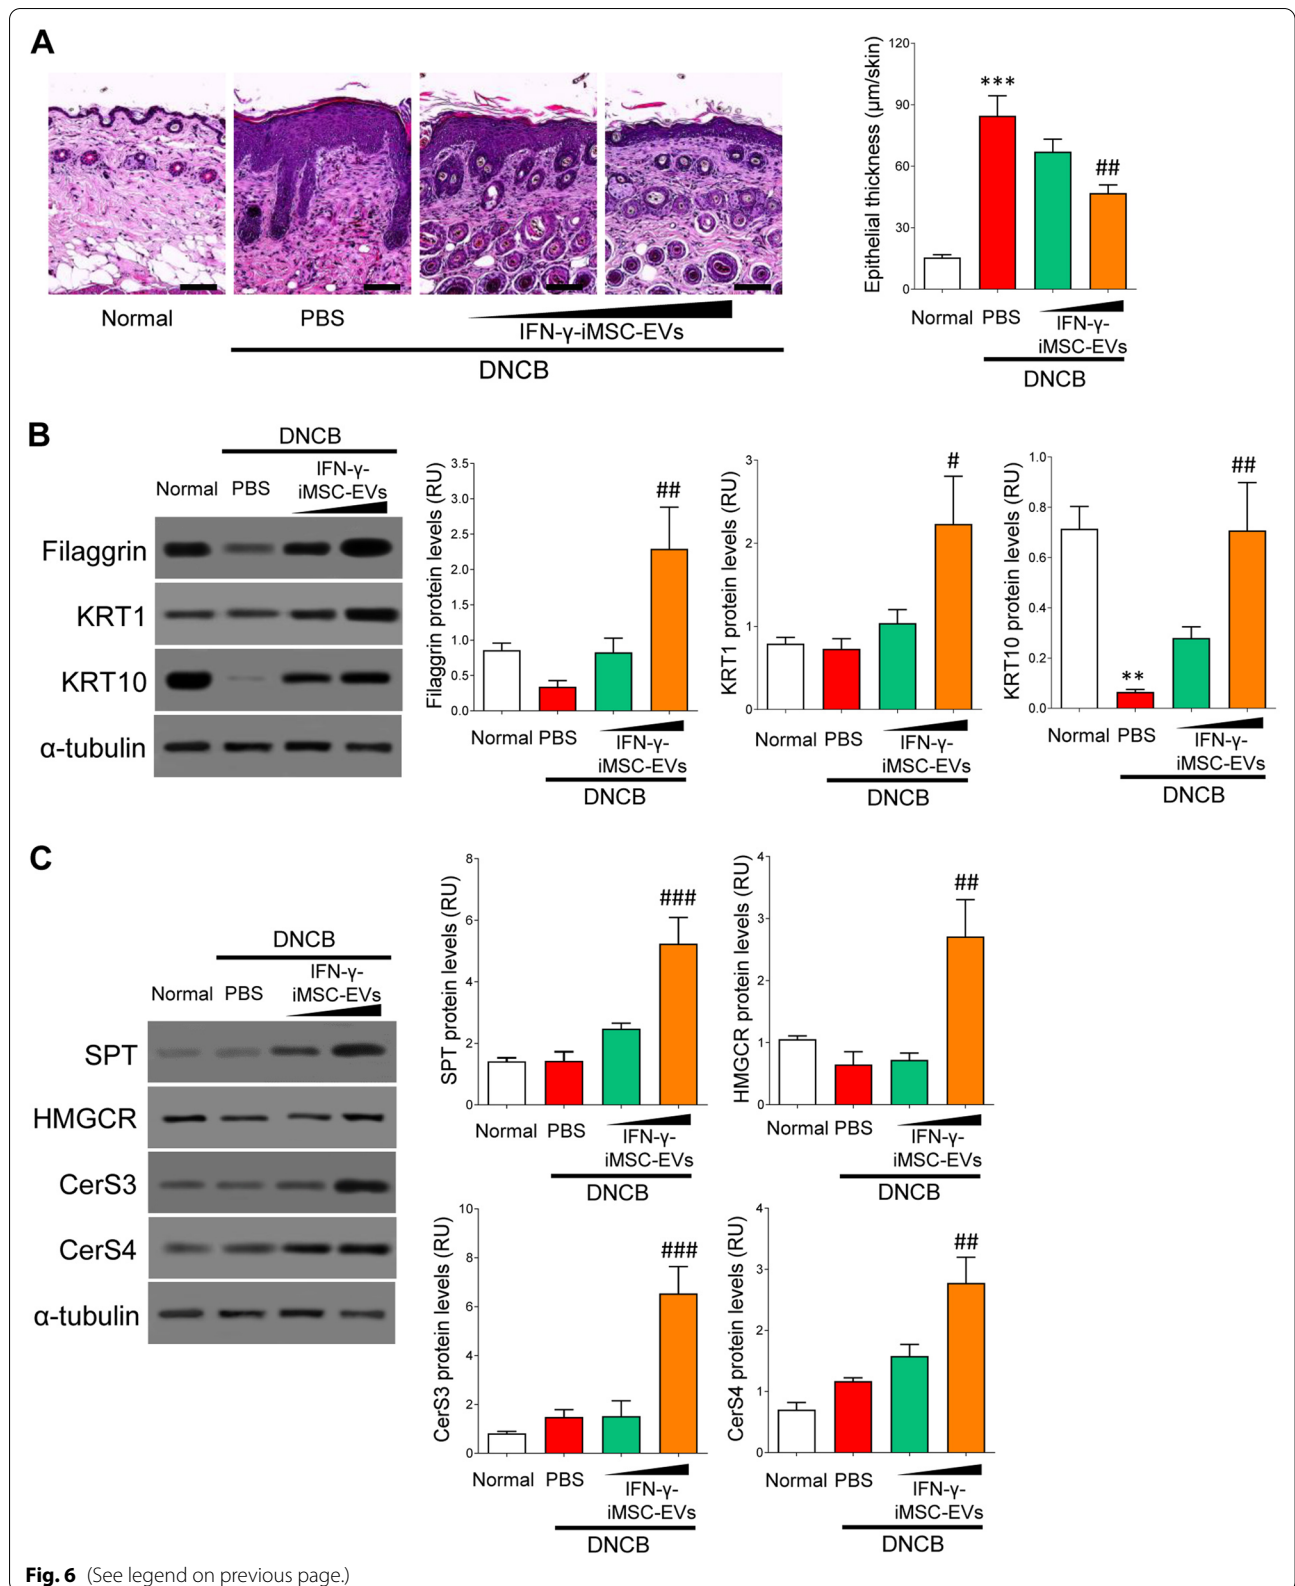 A
Normal
PBS
IFN-γ-iMSC-EVs
DNCB
Epithelial thickness (µm/skin)
120
90
60
30
0
***
##
Normal PBS
IFN-γ-
iMSC-EVs
DNCB
B
DNCB
IFN-γ-
Normal PBS iMSC-EVs
Filaggrin
KRT1
KRT10
α-tubulin
Filaggrin protein levels (RU)
3.5
3.0
2.5
2.0
1.5
1.0
0.5
0.0
##
Normal PBS IFN-γ-
iMSC-EVs
DNCB
KRT1 protein levels (RU)
3
2
1
0
#
Normal PBS IFN-γ-
iMSC-EVs
DNCB
KRT10 protein levels (RU)
1.0
0.8
0.6
0.4
0.2
0.0
**
##
Normal PBS IFN-γ-
iMSC-EVs
DNCB
C
DNCB
IFN-γ-
Normal PBS iMSC-EVs
SPT
HMGCR
CerS3
CerS4
α-tubulin
SPT protein levels (RU)
8
6
4
2
0
###
Normal PBS IFN-γ-
iMSC-EVs
DNCB
HMGCR protein levels (RU)
4
3
2
1
0
##
Normal PBS IFN-γ-
iMSC-EVs
DNCB
CerS3 protein levels (RU)
10
8
6
4
2
0
###
Normal PBS IFN-γ-
iMSC-EVs
DNCB
CerS4 protein levels (RU)
4
3
2
1
0
##
Normal PBS IFN-γ-
iMSC-EVs
DNCB
Fig. 6 (See legend on previous page.)